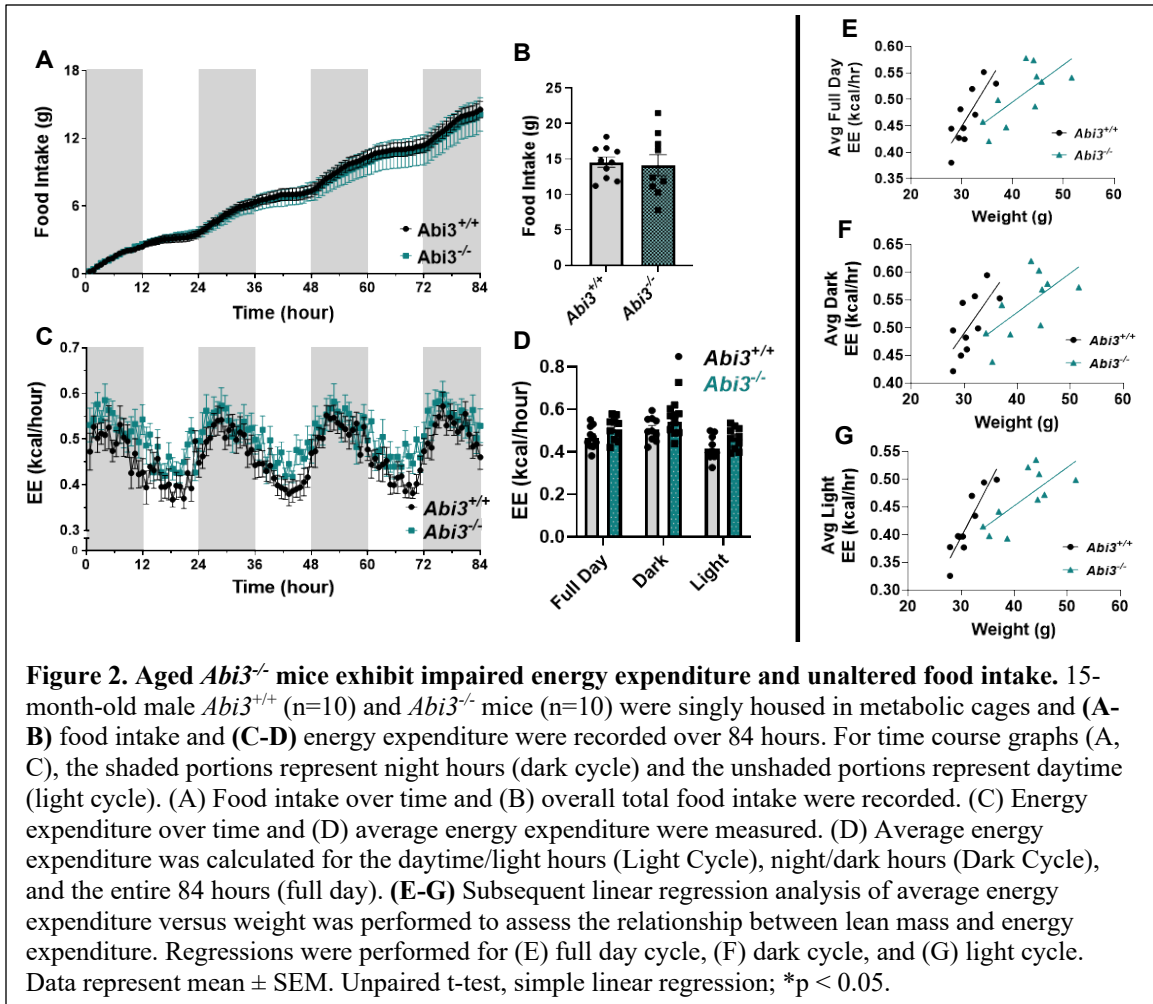 A
B
18
12
6
0
Food Intake (g)
Abi3+/+
Abi3-/-
0 12 24 36 48 60 72 84
Time (hour)
25
20
15
10
5
0
Food Intake (g)
Abi3+/+
Abi3-/-
C
0.7
0.6
0.5
0.4
0.3
0
EE (kcal/hour)
Abi3+/+
Abi3-/-
0 12 24 36 48 60 72 84
Time (hour)
D
Abi3+/+
Abi3-/-
0.8
0.6
0.4
0.2
0.0
EE (kcal/hour)
Full Day
Dark
Light
E
0.60
0.55
0.50
0.45
0.40
0.35
Avg Full Day
EE (kcal/hr)
Abi3+/+
Abi3-/-
20 30 40 50 60
Weight (g)
F
0.65
0.60
0.55
0.50
0.45
0.40
Avg Dark
EE (kcal/hr)
Abi3+/+
Abi3-/-
20 30 40 50 60
Weight (g)
G
0.55
0.50
0.45
0.40
0.35
0.30
Avg Light
EE (kcal/hr)
Abi3+/+
Abi3-/-
20 30 40 50 60
Weight (g)
Figure 2. Aged Abi3-/- mice exhibit impaired energy expenditure and unaltered food intake. 15-
month-old male Abi3+/+ (n=10) and Abi3-/- mice (n=10) were singly housed in metabolic cages and (A-
B) food intake and (C-D) energy expenditure were recorded over 84 hours. For time course graphs (A,
C), the shaded portions represent night hours (dark cycle) and the unshaded portions represent daytime
(light cycle). (A) Food intake over time and (B) overall total food intake were recorded. (C) Energy
expenditure over time and (D) average energy expenditure were measured. (D) Average energy
expenditure was calculated for the daytime/light hours (Light Cycle), night/dark hours (Dark Cycle),
and the entire 84 hours (full day). (E-G) Subsequent linear regression analysis of average energy
expenditure versus weight was performed to assess the relationship between lean mass and energy
expenditure. Regressions were performed for (E) full day cycle, (F) dark cycle, and (G) light cycle.
Data represent mean ± SEM. Unpaired t-test, simple linear regression; *p < 0.05.